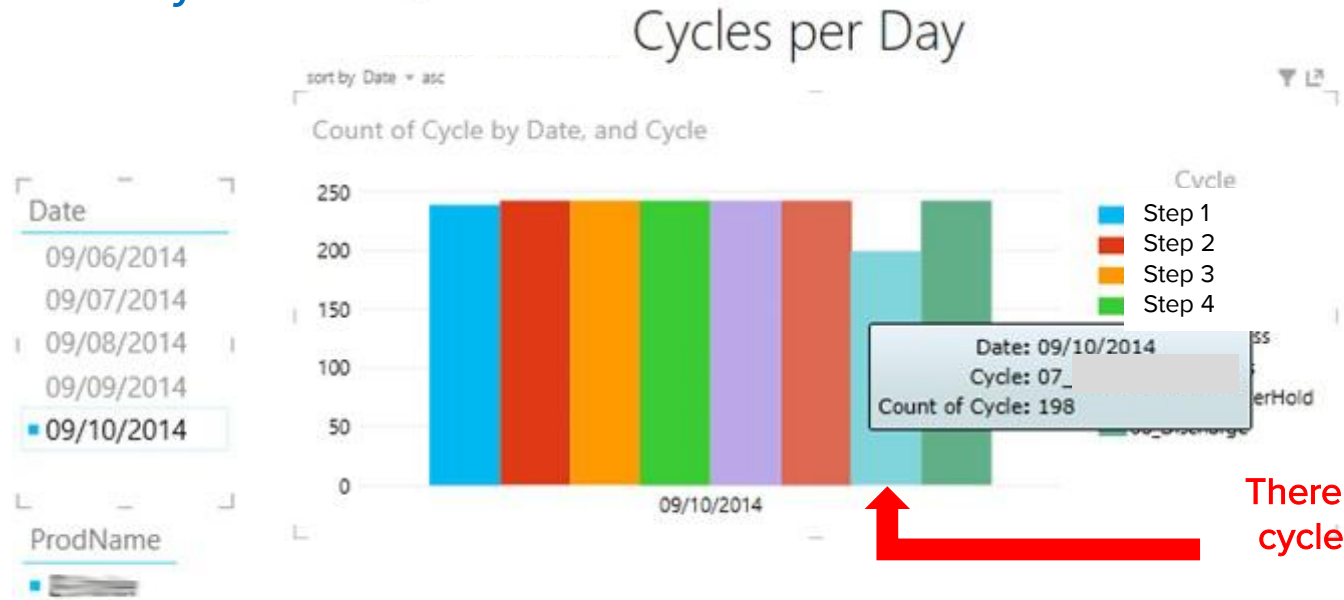 Cycles per Day
sort by Date asc
Count of Cycle by Date, and Cycle
Date
09/06/2014
09/07/2014
09/08/2014
09/09/2014
09/10/2014
ProdName
250
200
150
100
50
0
09/10/2014
Cycle
Step 1
Step 2
Step 3
Step 4
ss
erHold
08_Discharge
Date: 09/10/2014
Cycle: 07_
Count of Cycle: 198
There
cycle